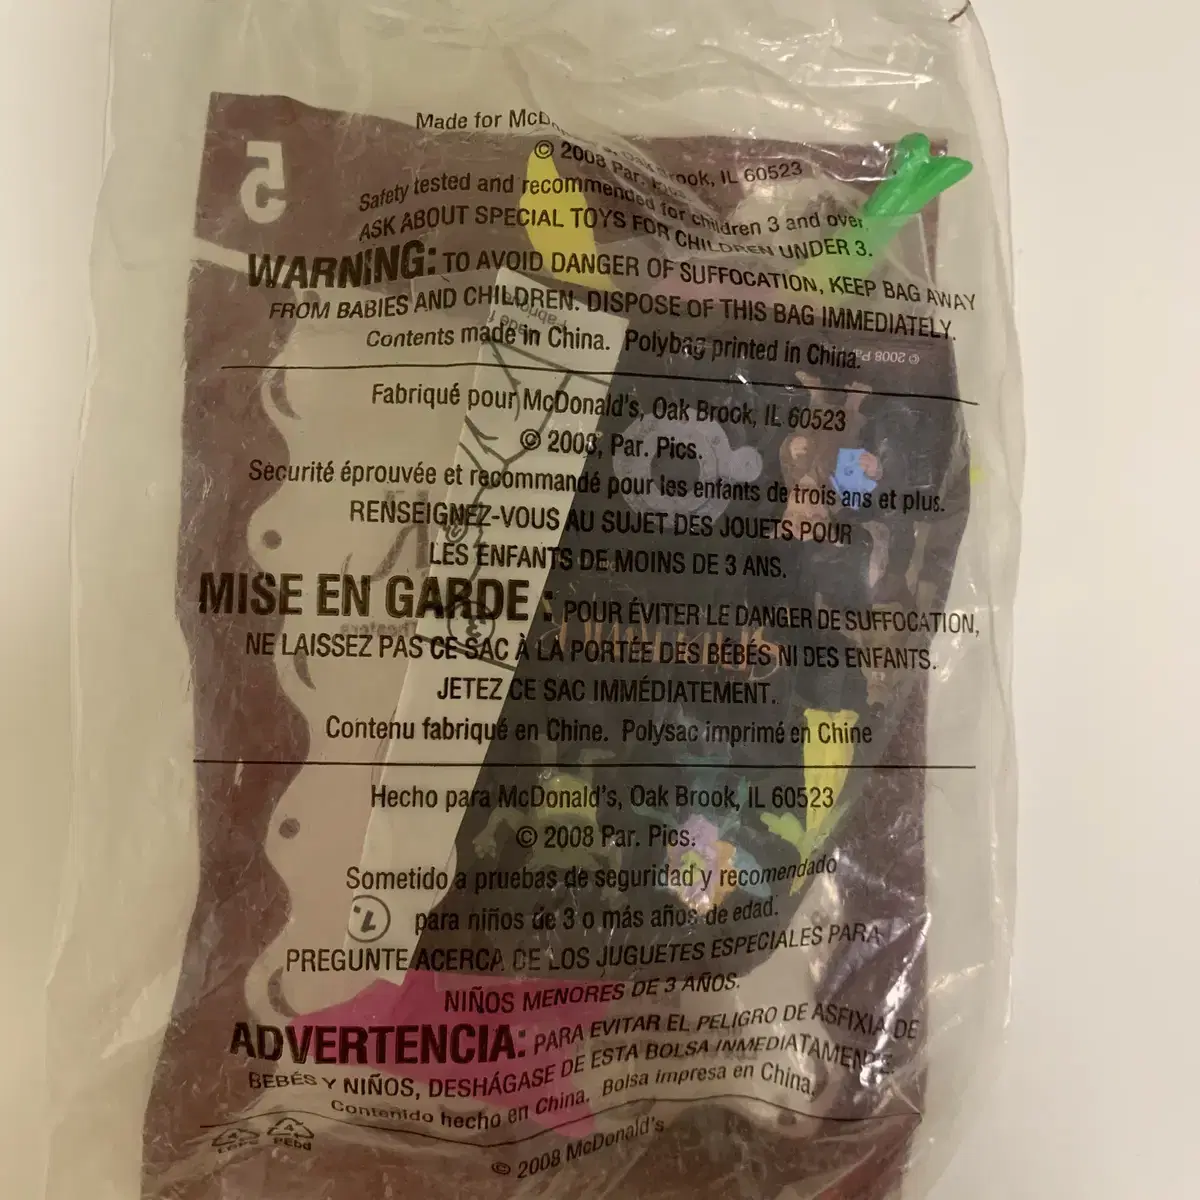 5
Made for McD
rook, IL 60523
© 2008 Par.
Safety tested and recommended for children 3 and over.
ASK ABOUT SPECIAL TOYS FOR CHILDREN UNDER 3.
WARNING: TO AVOID DANGER OF SUFFOCATION, KEEP BAG AWAY
FROM BABIES AND CHILDREN. DISPOSE OF THIS BAG IMMEDIATELY.
Contents made in China. Polybag printed in China.
© 2008 Pa
Fabriqué pour McDonald's, Oak Brook, IL 60523
© 2008, Par. Pics.
Sécurité éprouvée et recommandé pour les enfants de trois ans et plus.
RENSEIGNEZ-VOUS AU SUJET DES JOUETS POUR
LES ENFANTS DE MOINS DE 3 ANS.
MISE EN GARDE : POUR ÉVITER LE DANGER DE SUFFOCATION,
NE LAISSEZ PAS CE SAC À LA PORTÉE DES BÉBÉS NI DES ENFANTS.
JETEZ CE SAC IMMÉDIATEMENT.
Contenu fabriqué en Chine. Polysac imprimé en Chine
Hecho para McDonald's, Oak Brook, IL 60523
© 2008 Par. Pics.
Sometido a pruebas de seguridad y recomendado
para niños de 3 o más años de edad.
PREGUNTE ACERCA DE LOS JUGUETES ESPECIALES PARA
NIÑOS MENORES DE 3 AÑOS.
ADVERTENCIA: PARA EVITAR EL PELIGRO DE ASFIXIA DE
BEBÉS Y NIÑOS, DESHÁGASE DE ESTA BOLSA INMEDIATAMENTE.
Contenido hecho en China. Bolsa impresa en China.
4 4
LDPE PEbd
© 2008 McDonald's